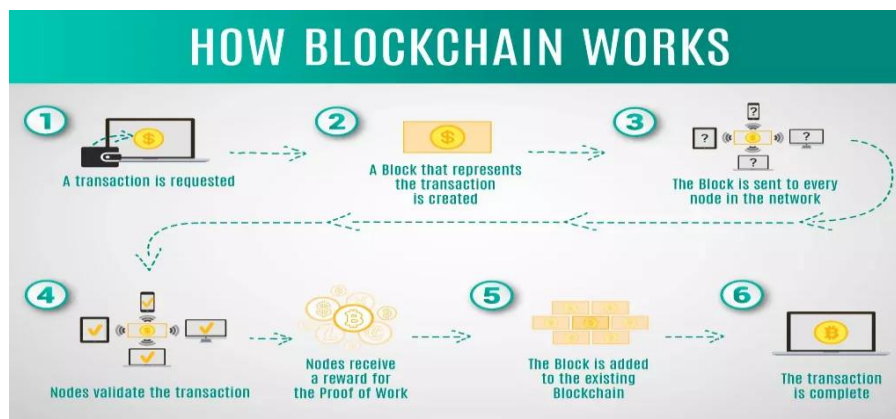 HOW BLOCKCHAIN WORKS
1
A transaction is requested
2
A Block that represents
the transaction
is created
3
The Block is sent to every
node in the network
4
Nodes validate the transaction
Nodes receive
a reward for
the Proof of Work
5
The Block is added
to the existing
Blockchain
6
The transaction
is complete